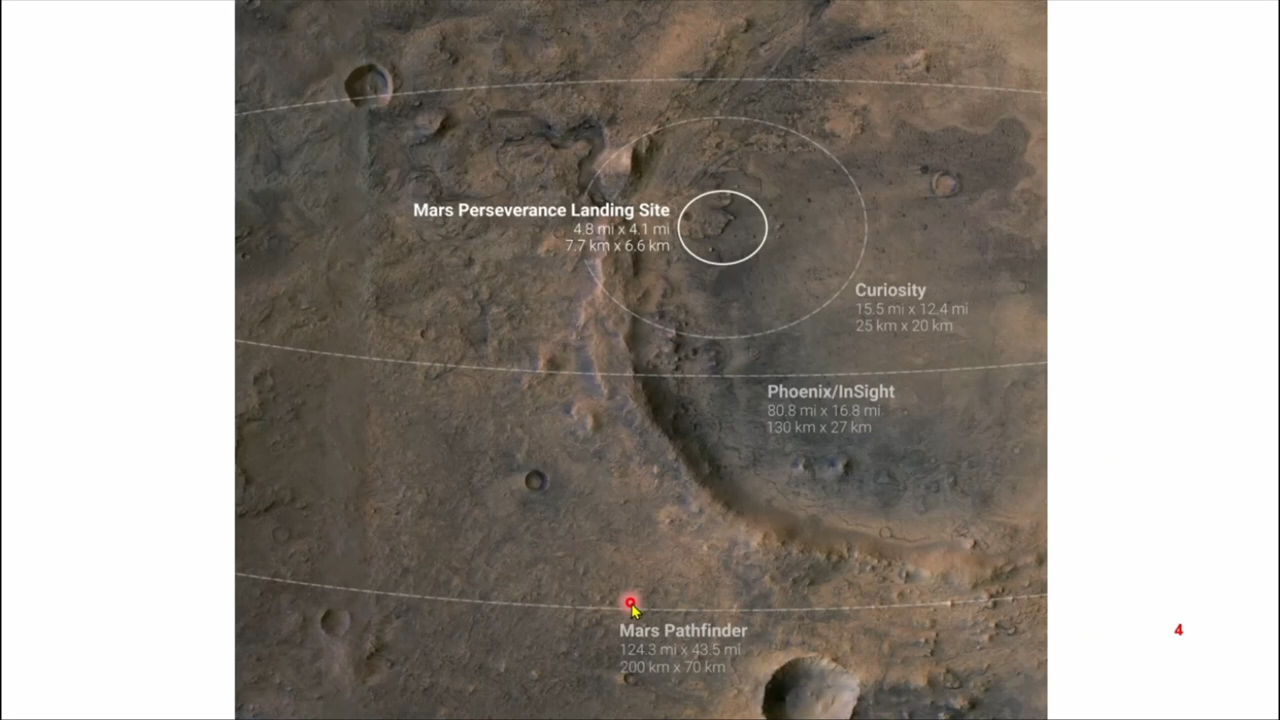 Mars Perseverance Landing Site
4.8 mi x 4.1 mi
7.7 km x 6.6 km
Curiosity
15.5 mi x 12.4 mi
25 km x 20 km
Phoenix/InSight
80.8 mi x 16.8 mi
130 km x 27 km
Mars Pathfinder
124.3 mi x 43.5 mi
200 km x 70 km
4